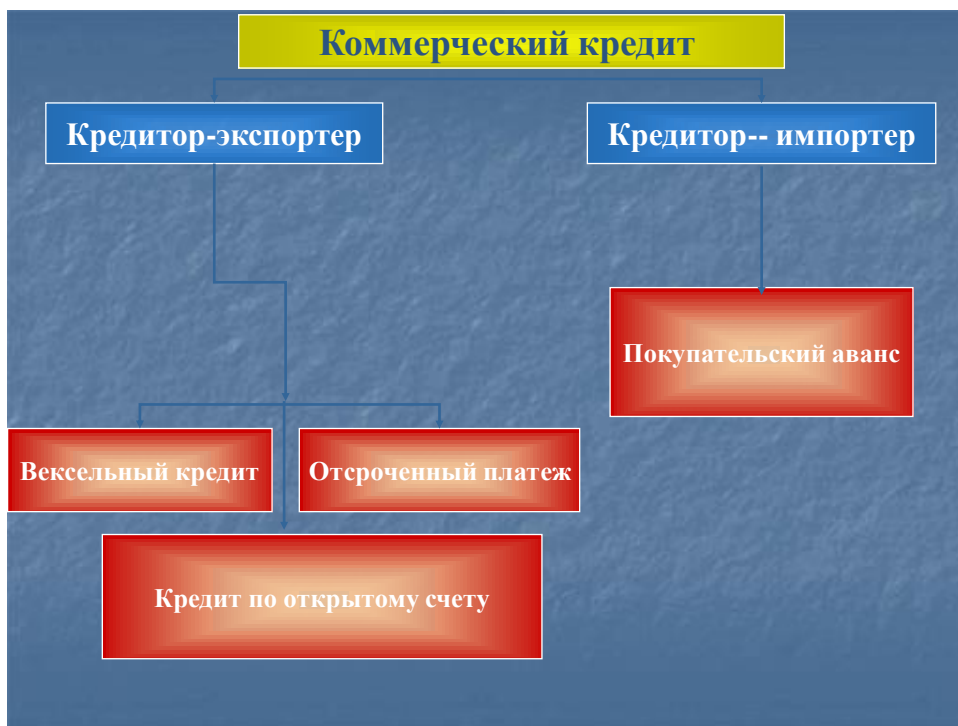 Коммерческий кредит
Кредитор-экспортер
Кредитор-- импортер
Покупательский аванс
Вексельный кредит
Отсроченный платеж
Кредит по открытому счету